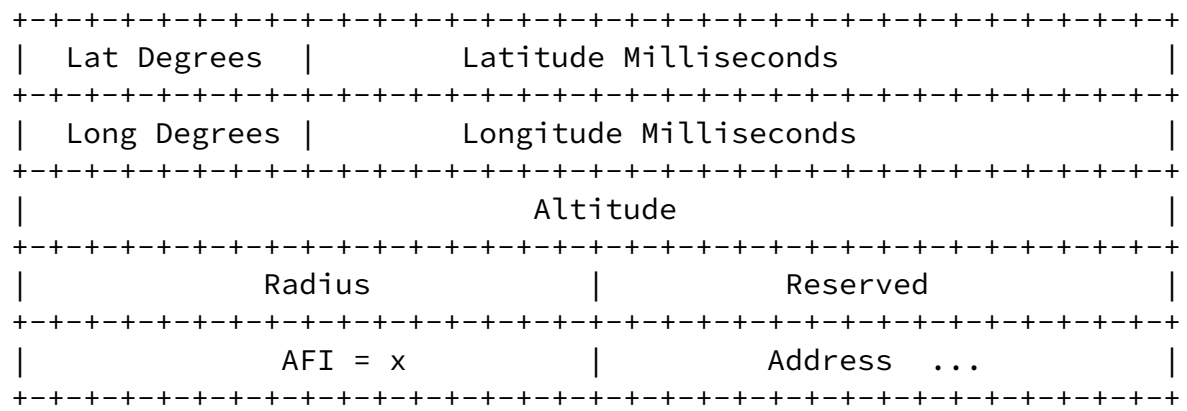 +-+-+-+-+-+-+-+-+-+-+-+-+-+-+-+-+-+-+-+-+-+-+-+-+-+-+-+-+-+-+-+-+
|  Lat Degrees  |        Latitude Milliseconds                  |
+-+-+-+-+-+-+-+-+-+-+-+-+-+-+-+-+-+-+-+-+-+-+-+-+-+-+-+-+-+-+-+-+
|  Long Degrees |        Longitude Milliseconds                 |
+-+-+-+-+-+-+-+-+-+-+-+-+-+-+-+-+-+-+-+-+-+-+-+-+-+-+-+-+-+-+-+-+
|                            Altitude                           |
+-+-+-+-+-+-+-+-+-+-+-+-+-+-+-+-+-+-+-+-+-+-+-+-+-+-+-+-+-+-+-+-+
|             Radius            |          Reserved             |
+-+-+-+-+-+-+-+-+-+-+-+-+-+-+-+-+-+-+-+-+-+-+-+-+-+-+-+-+-+-+-+-+
|              AFI = x          |         Address  ...          |
+-+-+-+-+-+-+-+-+-+-+-+-+-+-+-+-+-+-+-+-+-+-+-+-+-+-+-+-+-+-+-+-+